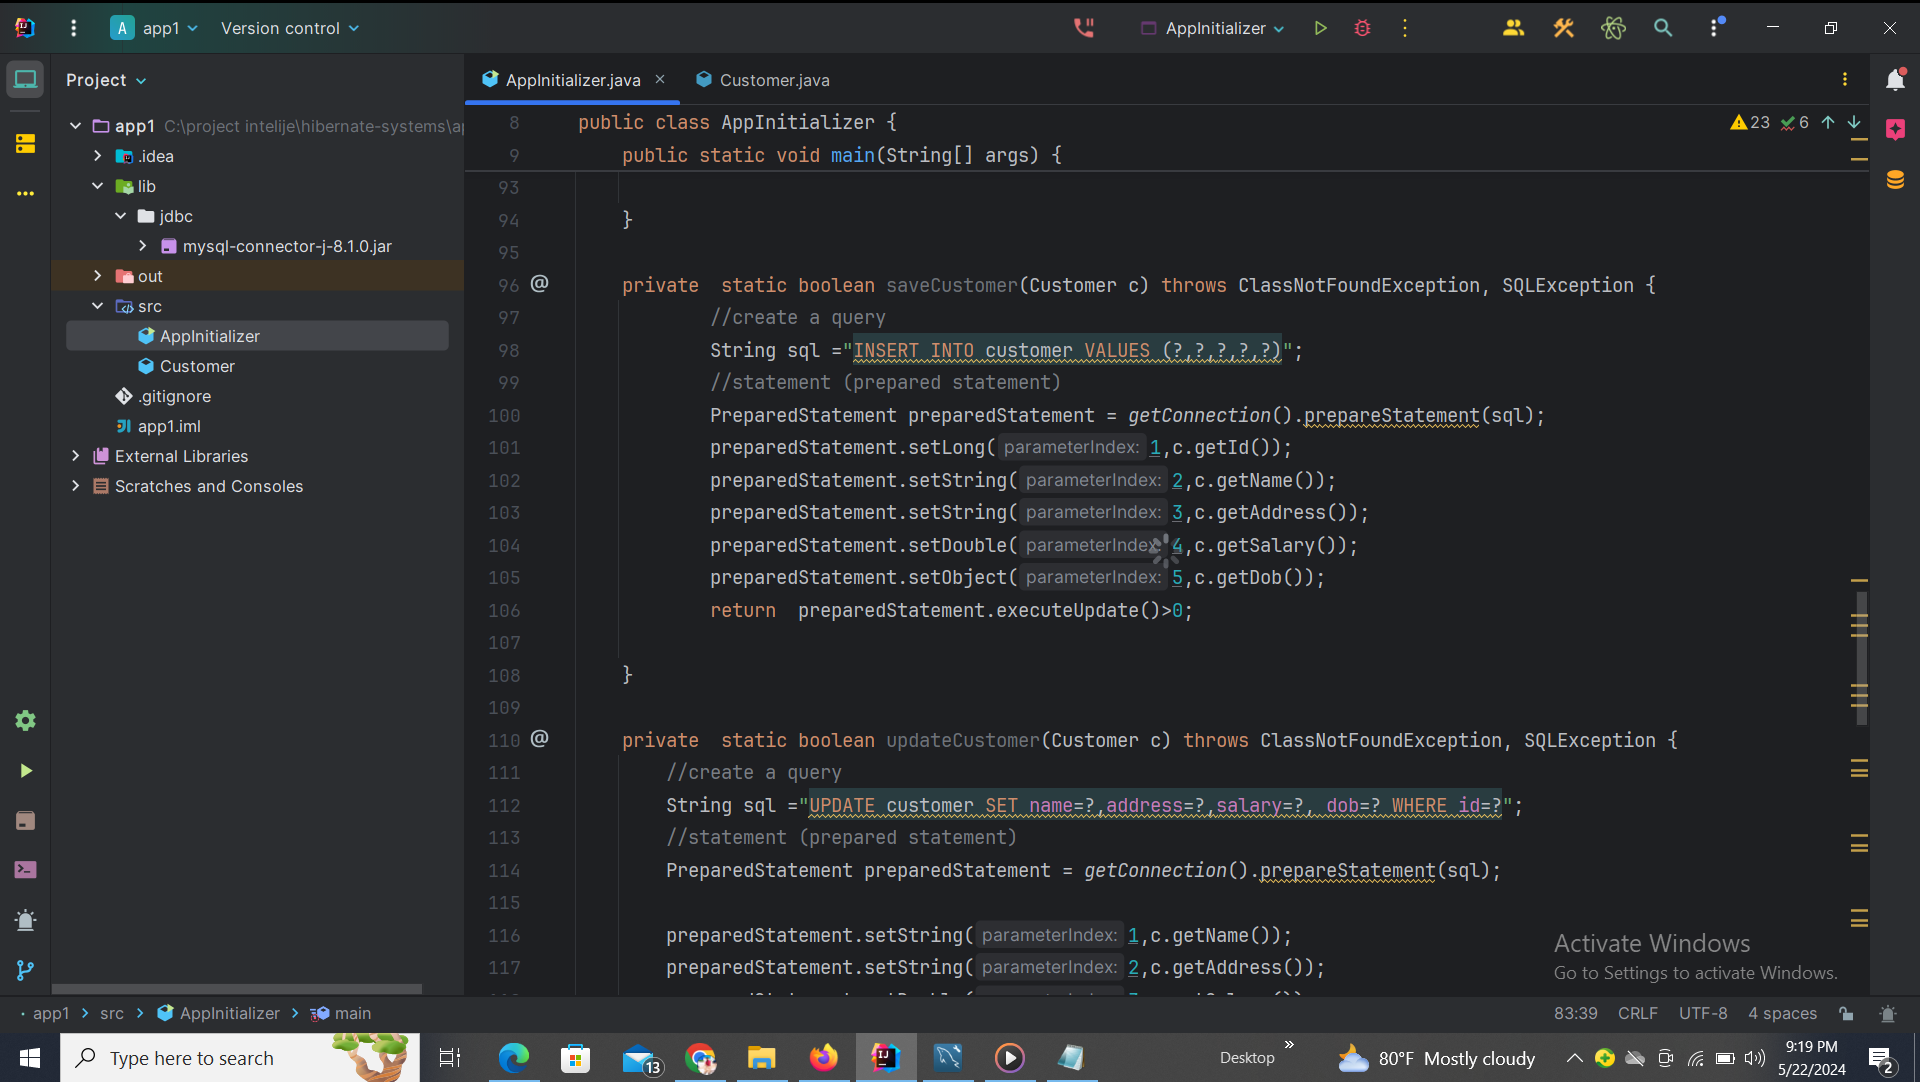 A app1 Version control AppInitializer
Project
AppInitializer.java Customer.java
app1 C:\project intelije\hibernate-systems\ap
.idea
lib
jdbc
mysql-connector-j-8.1.0.jar
out
src
AppInitializer
Customer
.gitignore
app1.iml
External Libraries
Scratches and Consoles
23 6
8 public class AppInitializer {
9 public static void main(String[] args) {
93
94 }
95
96 @ private static boolean saveCustomer(Customer c) throws ClassNotFoundException, SQLException {
97 //create a query
98 String sql ="INSERT INTO customer VALUES (?,?,?,?,?)";
99 //statement (prepared statement)
100 PreparedStatement preparedStatement = getConnection().prepareStatement(sql);
101 preparedStatement.setLong( parameterIndex: 1,c.getId());
102 preparedStatement.setString( parameterIndex: 2,c.getName());
103 preparedStatement.setString( parameterIndex: 3,c.getAddress());
104 preparedStatement.setDouble( parameterIndex: 4,c.getSalary());
105 preparedStatement.setObject( parameterIndex: 5,c.getDob());
106 return preparedStatement.executeUpdate()>0;
107
108 }
109
110 @ private static boolean updateCustomer(Customer c) throws ClassNotFoundException, SQLException {
111 //create a query
112 String sql ="UPDATE customer SET name=?,address=?,salary=?, dob=? WHERE id=?";
113 //statement (prepared statement)
114 PreparedStatement preparedStatement = getConnection().prepareStatement(sql);
115
116 preparedStatement.setString( parameterIndex: 1,c.getName());
117 preparedStatement.setString( parameterIndex: 2,c.getAddress());
Activate Windows
Go to Settings to activate Windows.
app1 > src > AppInitializer > main 83:39 CRLF UTF-8 4 spaces
Type here to search 13 Desktop » 80°F Mostly cloudy 9:19 PM
5/22/2024 2